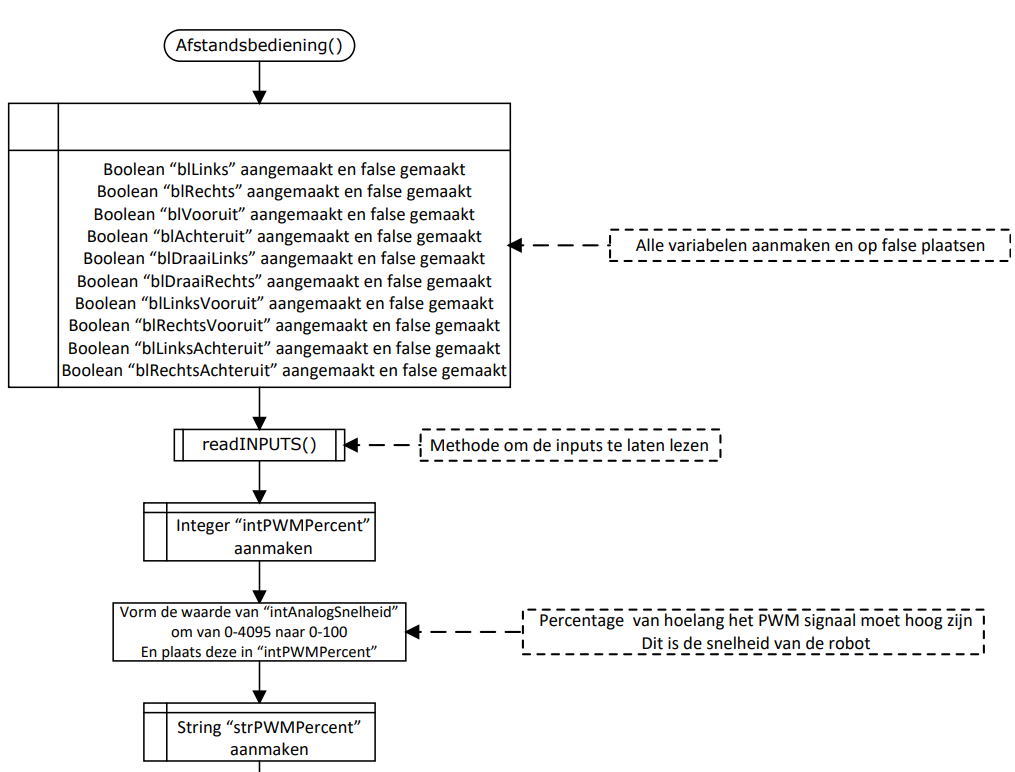 Afstandsbediening()
Boolean “blLinks” aangemaakt en false gemaakt
Boolean “blRechts” aangemaakt en false gemaakt
Boolean “blVooruit” aangemaakt en false gemaakt
Boolean “blAchteruit” aangemaakt en false gemaakt
Boolean “blDraaiLinks” aangemaakt en false gemaakt
Boolean “blDraaiRechts” aangemaakt en false gemaakt
Boolean “blLinksVooruit” aangemaakt en false gemaakt
Boolean “blRechtsVooruit” aangemaakt en false gemaakt
Boolean “blLinksAchteruit” aangemaakt en false gemaakt
Boolean “blRechtsAchteruit” aangemaakt en false gemaakt
Alle variabelen aanmaken en op false plaatsen
readINPUTS()
Methode om de inputs te laten lezen
Integer “intPWMPercent”
aanmaken
Vorm de waarde van “intAnalogSnelheid”
om van 0-4095 naar 0-100
En plaats deze in “intPWMPercent”
Percentage van hoelang het PWM signaal moet hoog zijn
Dit is de snelheid van de robot
String “strPWMPercent”
aanmaken